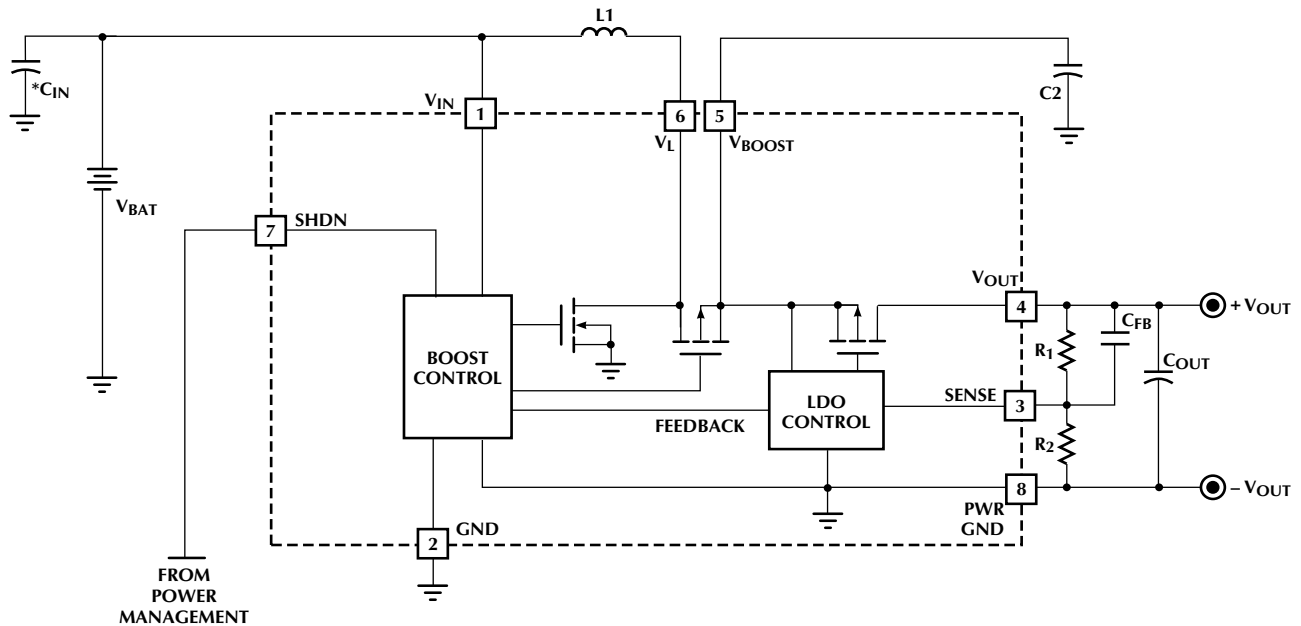 L1
*CIN
C2
VIN
1
6
5
VL
VBOOST
VBAT
7
SHDN
VOUT
4
+ VOUT
CFB
R1
COUT
BOOST
CONTROL
SENSE
3
LDO
CONTROL
FEEDBACK
R2
8
– VOUT
PWR
GND
GND
2
FROM
POWER
MANAGEMENT